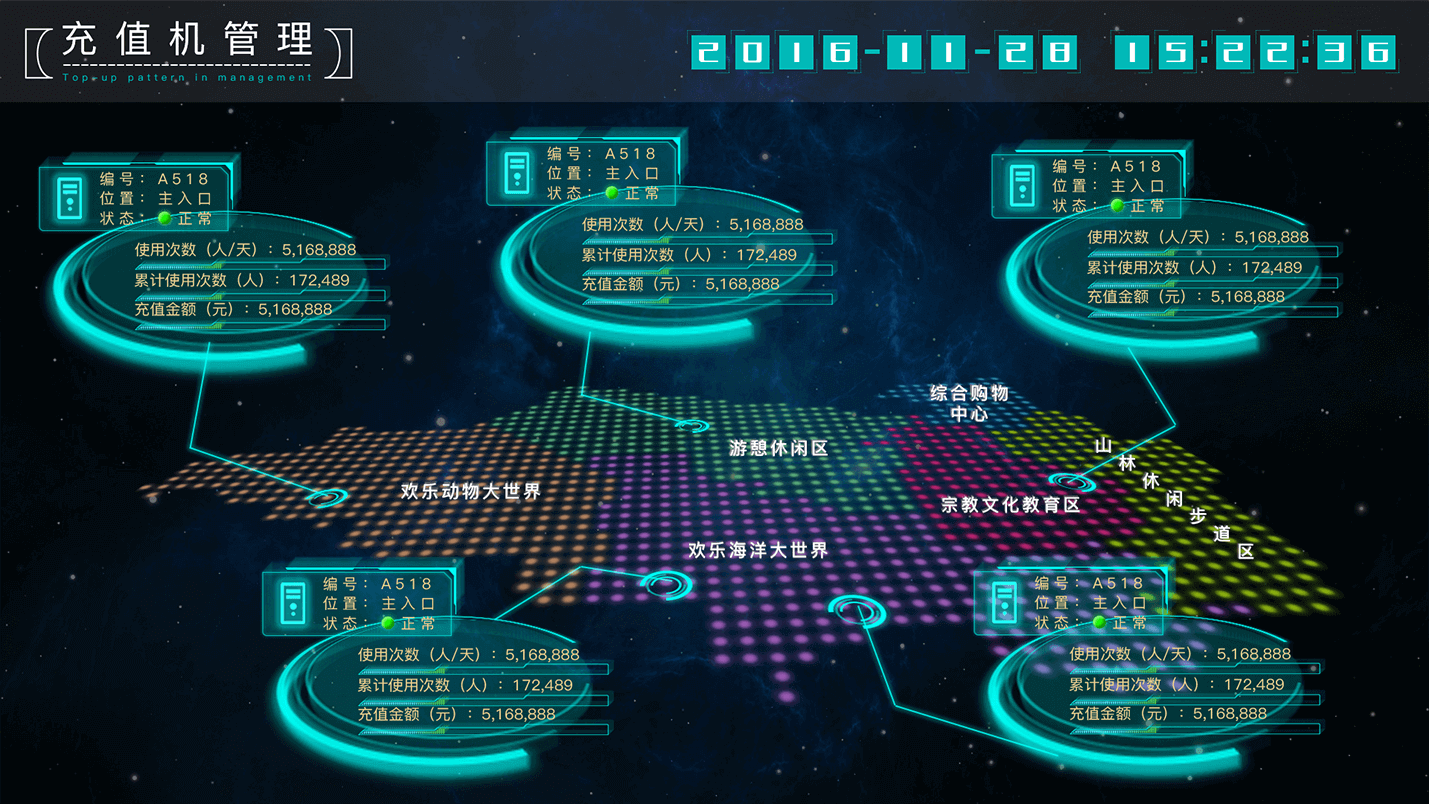 充值机管理
Top-up pattern in management
2016-11-28 15:22:36
编号：A518
位置：主入口
状态：正常
使用次数（人/天）：5,168,888
累计使用次数（人）：172,489
充值金额（元）：5,168,888
编号：A518
位置：主入口
状态：正常
使用次数（人/天）：5,168,888
累计使用次数（人）：172,489
充值金额（元）：5,168,888
编号：A518
位置：主入口
状态：正常
使用次数（人/天）：5,168,888
累计使用次数（人）：172,489
充值金额（元）：5,168,888
综合购物
中心
游憩休闲区
山林休闲步道区
欢乐动物大世界
宗教文化教育区
欢乐海洋大世界
编号：A518
位置：主入口
状态：正常
使用次数（人/天）：5,168,888
累计使用次数（人）：172,489
充值金额（元）：5,168,888
编号：A518
位置：主入口
状态：正常
使用次数（人/天）：5,168,888
累计使用次数（人）：172,489
充值金额（元）：5,168,888